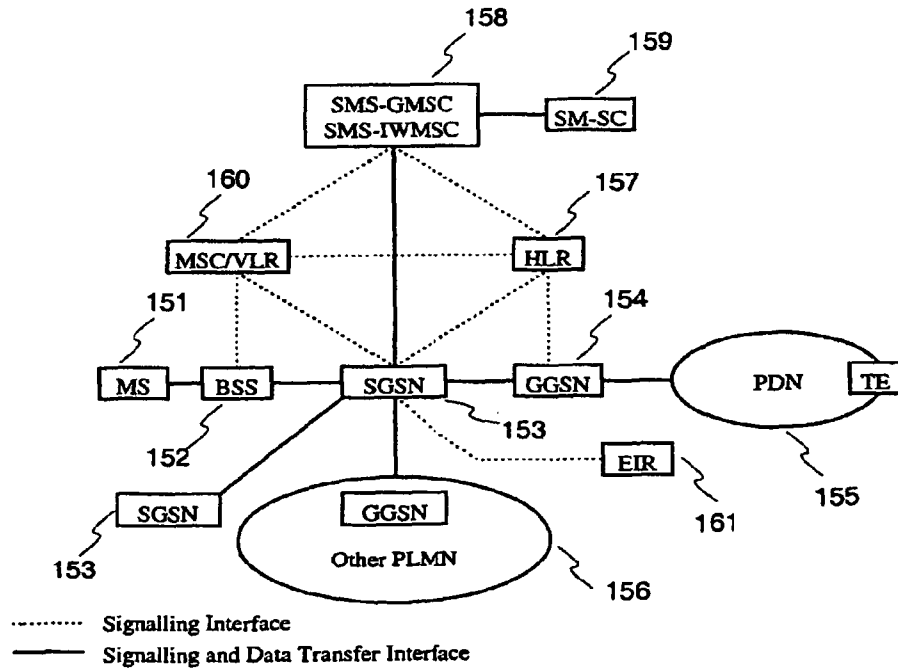 158
159
SMS-GMSC
SMS-IWMSC
SM-SC
160
157
MSC/VLR
HLR
151
154
MS
BSS
SGSN
GGSN
PDN
TE
152
153
EIR
155
161
SGSN
GGSN
153
Other PLMN
156
Signalling Interface
Signalling and Data Transfer Interface